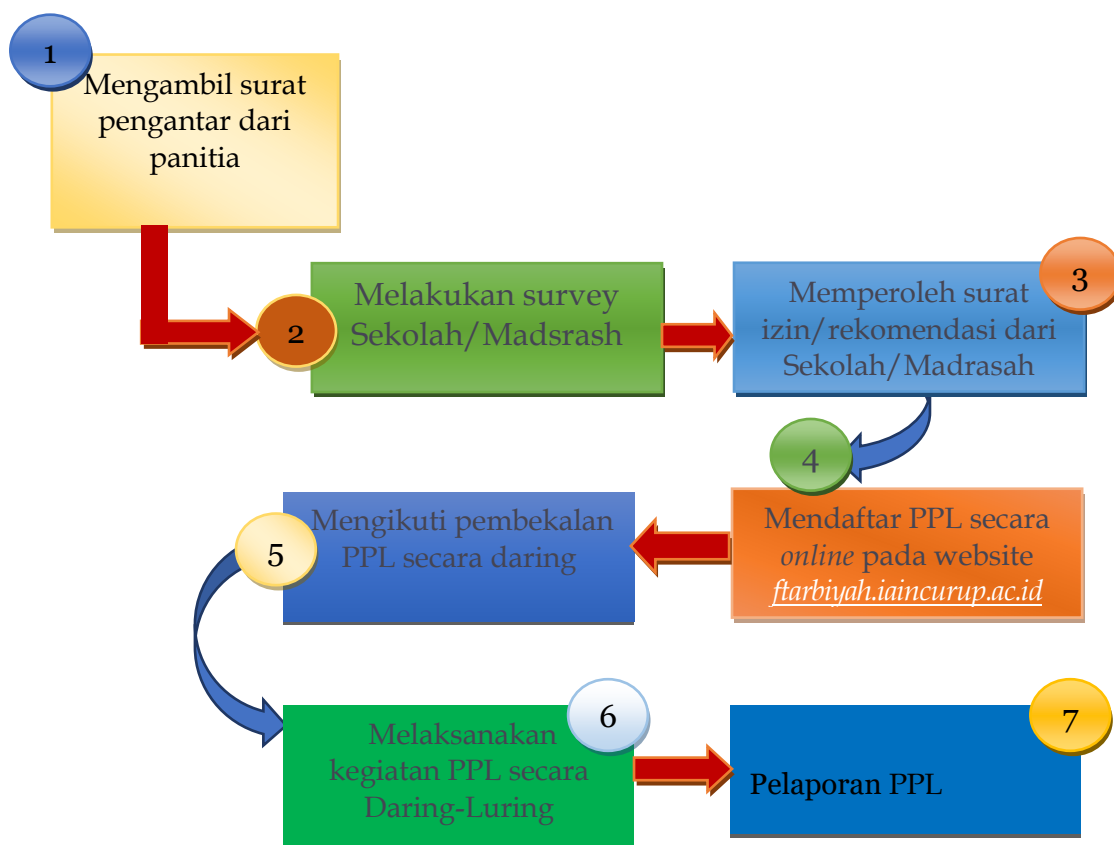 1
Mengambil surat
pengantar dari
panitia
2
Melakukan survey
Sekolah/Madsrash
3
Memperoleh surat
izin/rekomendasi dari
Sekolah/Madrasah
4
Mendaftar PPL secara
online pada website
ftarbiyah.iaincurup.ac.id
5
Mengikuti pembekalan
PPL secara daring
6
Melaksanakan
kegiatan PPL secara
Daring-Luring
7
Pelaporan PPL